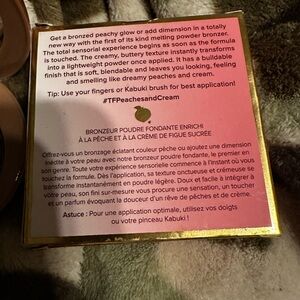 Get a bronzed peachy glow or add dimension in a totally
new way with the first of its kind melting powder bronzer.
The total sensorial experience begins as soon as the formula
is touched. The creamy, buttery texture instantly transforms
into a lightweight powder once applied. It has a buildable
finish that is soft, blendable and leaves you looking, feeling
and smelling like dreamy peaches and cream.
Tip: Use your fingers or Kabuki brush for best application!
#TFPeachesandCream
BRONZEUR POUDRE FONDANTE ENRICHI
À LA PÊCHE ET À LA CRÈME DE FIGUE SUCRÉE
Offrez-vous un bronzage éclatant couleur pêche ou ajoutez une dimension
inédite à votre peau avec notre bronzer poudre fondante, le premier en
son genre. Toute votre expérience sensorielle commence à l'instant où vous
touchez la formule. Dès l'application, sa texture onctueuse et crémeuse se
transforme instantanément en poudre légère. Doux et facile à intégrer à
votre peau, son fini sur-mesure vous procure une sensation, un toucher
et un parfum évoquant la douceur d'un rêve de pêches et de crème.
Astuce : Pour une application optimale, utilisez vos doigts
ou votre pinceau Kabuki !